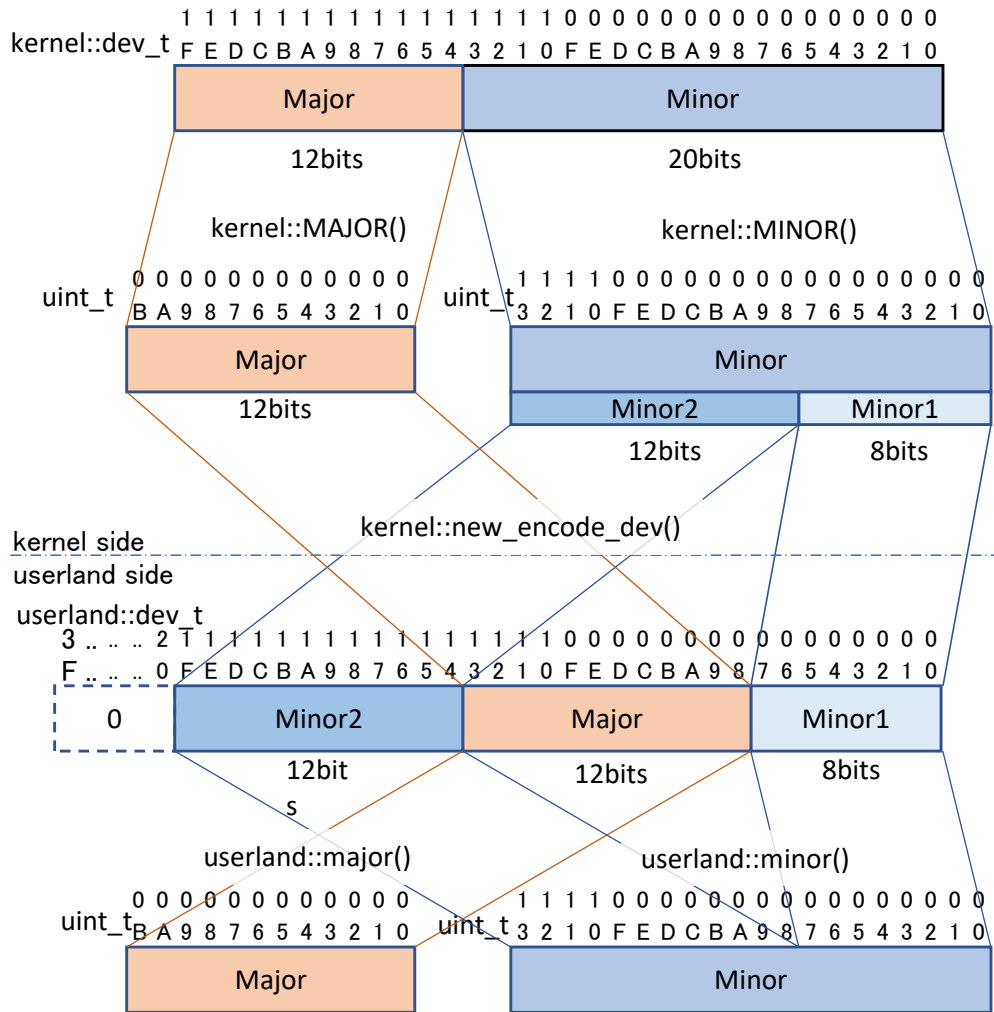 1 1 1 1 1 1 1 1 1 1 1 1 1 1 1 1 0 0 0 0 0 0 0 0 0 0 0 0 0 0 0 0
kernel::dev_t F E D C B A 9 8 7 6 5 4 3 2 1 0 F E D C B A 9 8 7 6 5 4 3 2 1 0
Major Minor
12bits 20bits
kernel::MAJOR() kernel::MINOR()
0 0 0 0 0 0 0 0 0 0 0 0 1 1 1 1 0 0 0 0 0 0 0 0 0 0 0 0 0 0 0 0
uint_t B A 9 8 7 6 5 4 3 2 1 0 uint_t 3 2 1 0 F E D C B A 9 8 7 6 5 4 3 2 1 0
Major Minor
12bits Minor2 Minor1
12bits 8bits
kernel::new_encode_dev()
kernel side
userland side
userland::dev_t
3 .. .. .. 2 1 1 1 1 1 1 1 1 1 1 1 1 1 1 1 1 0 0 0 0 0 0 0 0 0 0 0 0 0 0 0 0
F .. .. .. 0 F E D C B A 9 8 7 6 5 4 3 2 1 0 F E D C B A 9 8 7 6 5 4 3 2 1 0
0 Minor2 Major Minor1
12bit 12bits 8bits
s
userland::major() userland::minor()
0 0 0 0 0 0 0 0 0 0 0 0 1 1 1 1 0 0 0 0 0 0 0 0 0 0 0 0 0 0 0 0
uint_t B A 9 8 7 6 5 4 3 2 1 0 uint_t 3 2 1 0 F E D C B A 9 8 7 6 5 4 3 2 1 0
Major Minor